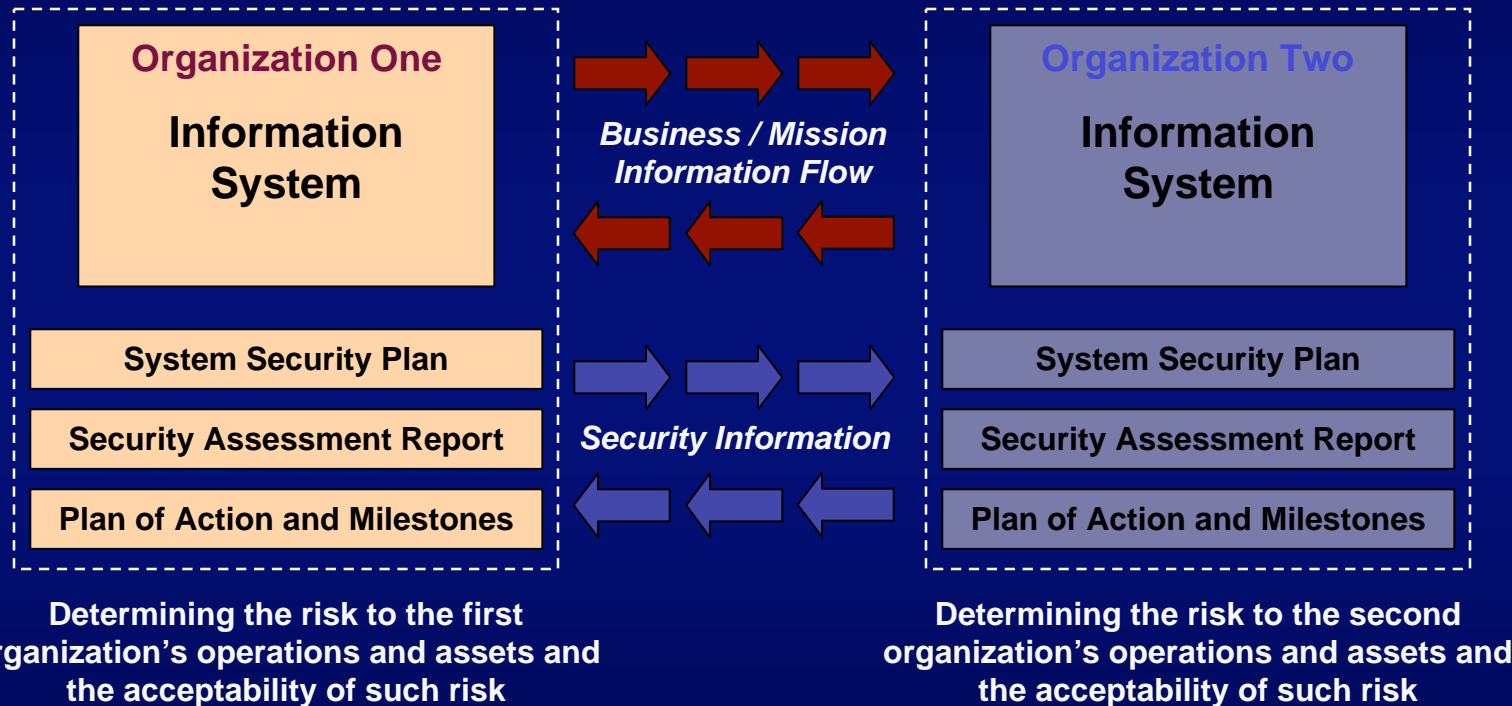 Organization One
Information
System
System Security Plan
Security Assessment Report
Plan of Action and Milestones
Determining the risk to the first
rganization’s operations and assets and
the acceptability of such risk
Business / Mission
Information Flow
Security Information
Organization Two
Information
System
System Security Plan
Security Assessment Report
Plan of Action and Milestones
Determining the risk to the second
organization’s operations and assets and
the acceptability of such risk